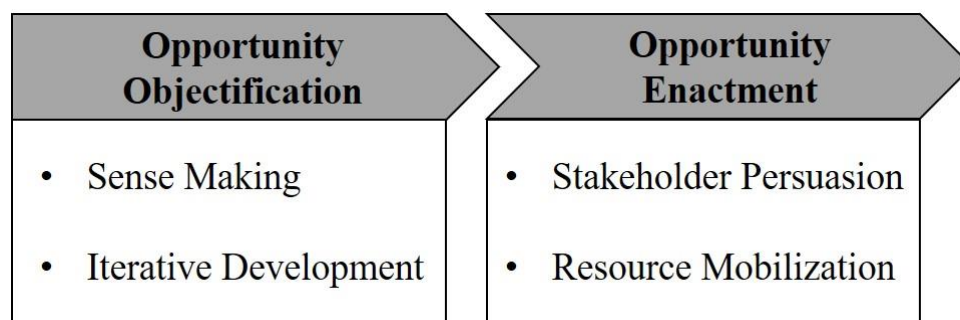 Opportunity
Objectification
• Sense Making
• Iterative Development
Opportunity
Enactment
• Stakeholder Persuasion
• Resource Mobilization